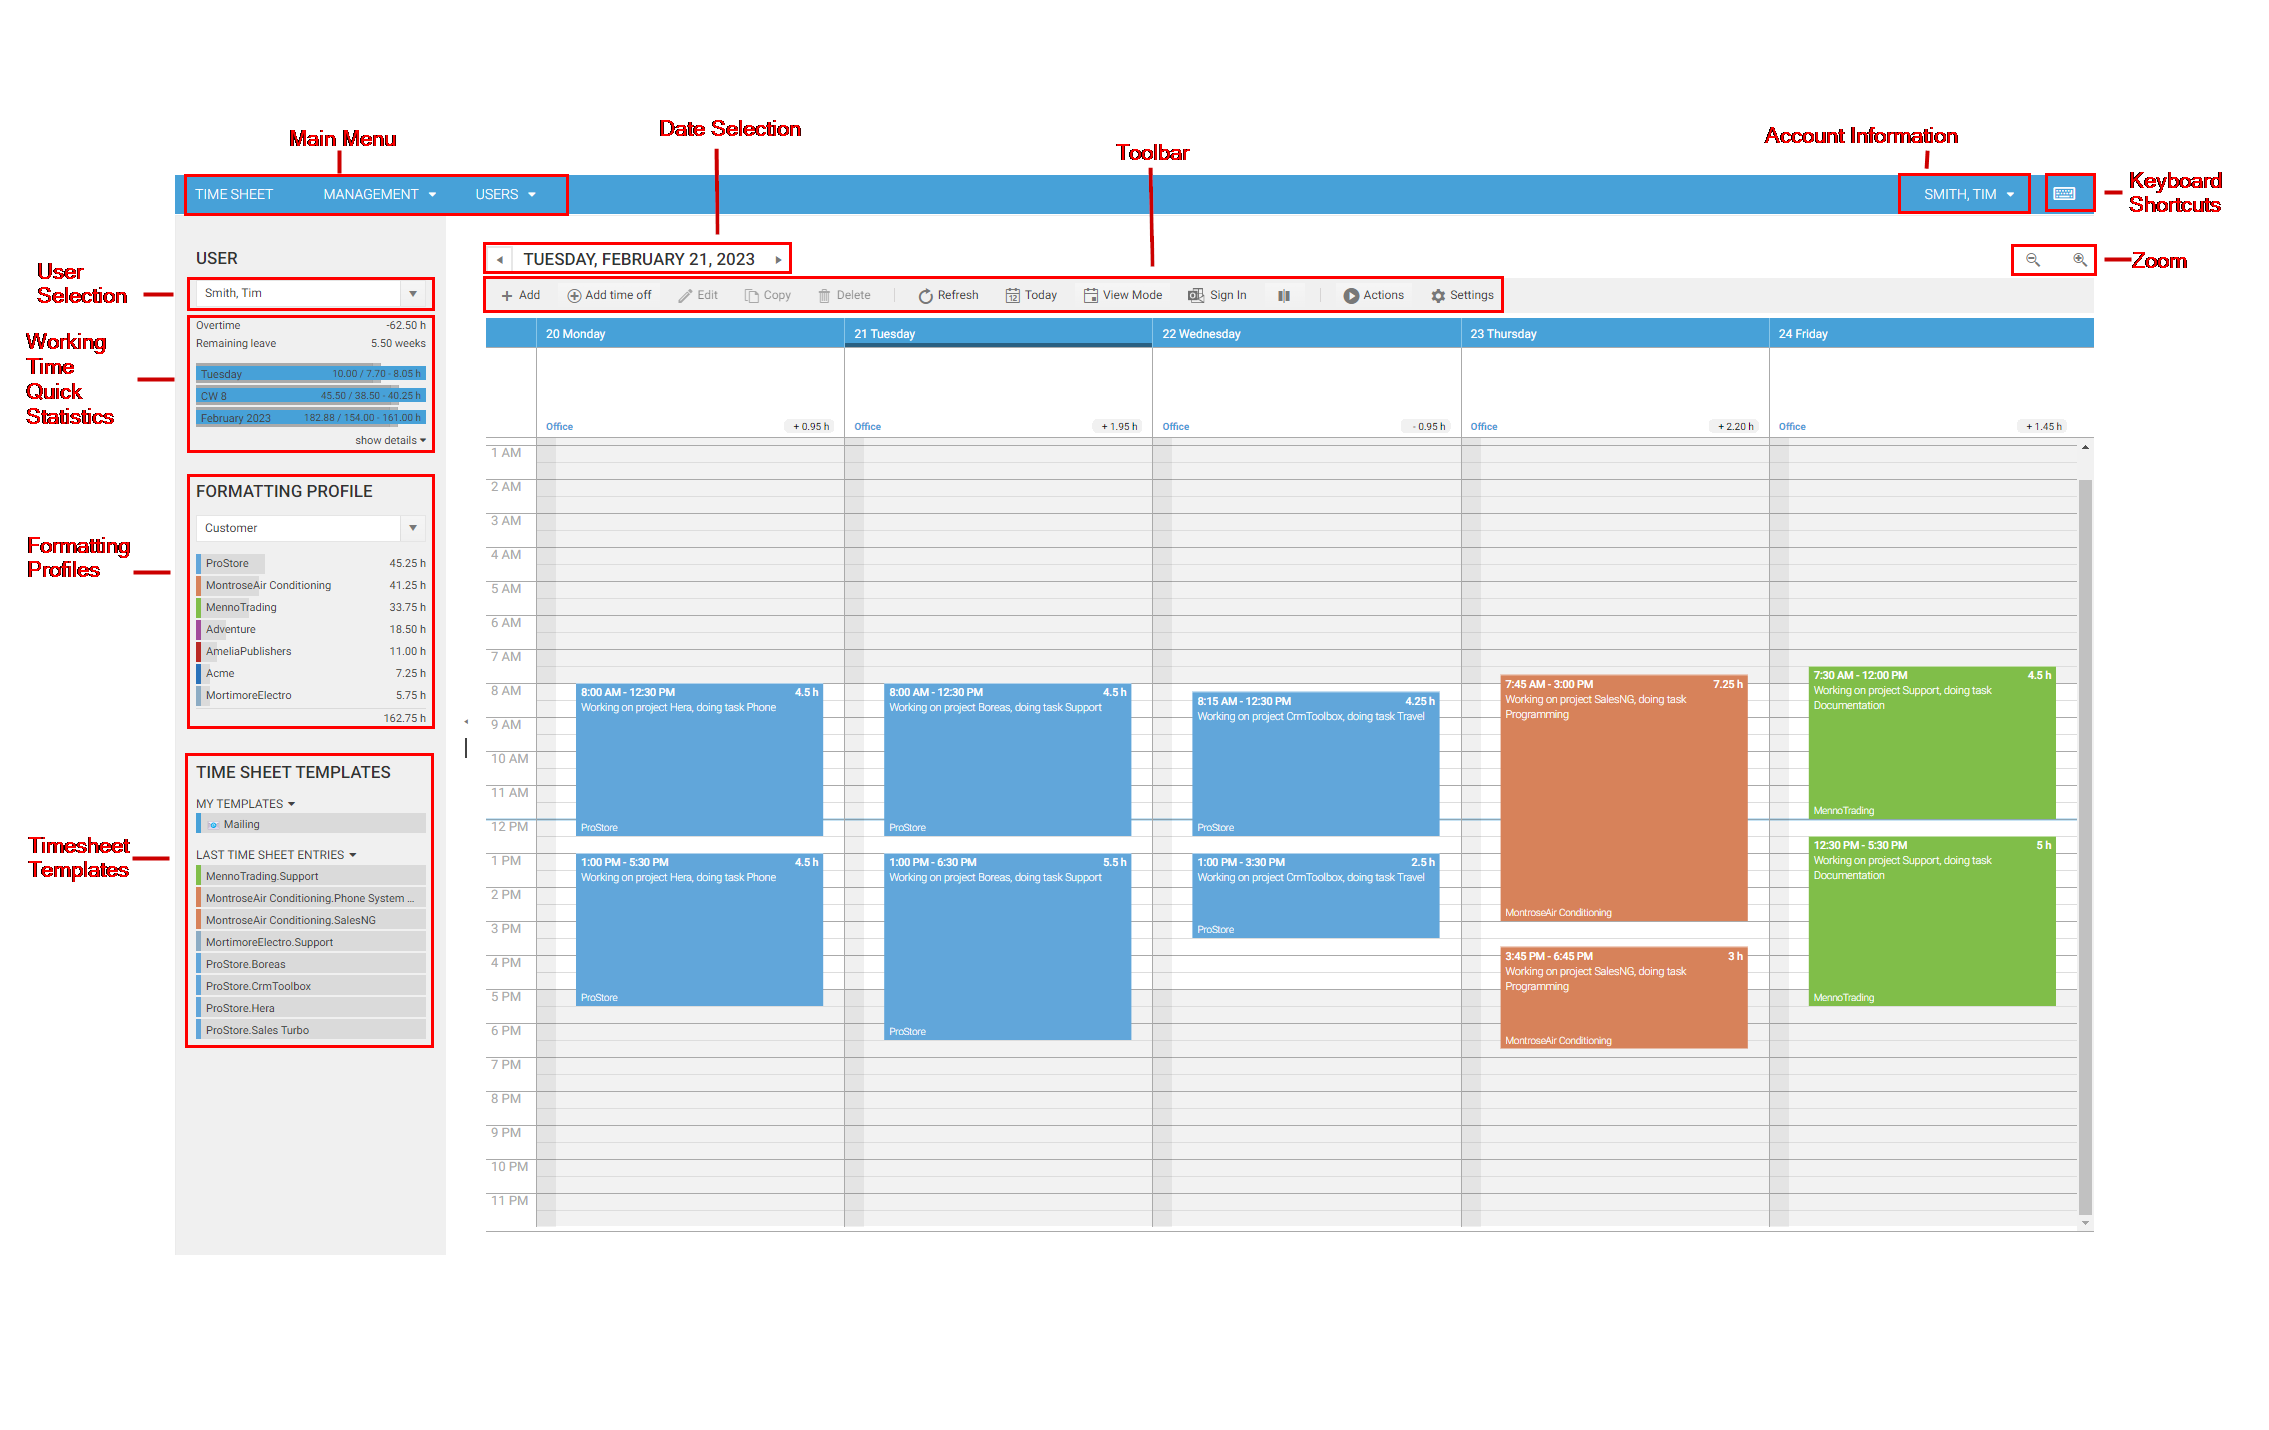 Main Menu
Date Selection
Toolbar
Account Information
TIME SHEET
MANAGEMENT
USERS
SMITH, TIM
Keyboard
Shortcuts
USER
User
Selection
Smith, Tim
TUESDAY, FEBRUARY 21, 2023
Zoom
Add
Add time off
Edit
Copy
Delete
Refresh
12
Today
View Mode
Sign In
Actions
Settings
Working
Time
Quick
Statistics
Overtime -62.50 h
Remaining leave 5.50 weeks
Tuesday 10.00 / 7.70 - 8.05 h
CW 8 45.50 / 38.50 - 40.25 h
February 2023 182.88 / 154.00 - 161.00 h
show details
Formatting
Profiles
FORMATTING PROFILE
Customer
ProStore 45.25 h
MontroseAir Conditioning 41.25 h
MennoTrading 33.75 h
Adventure 18.50 h
AmeliaPublishers 11.00 h
Acme 7.25 h
MortimoreElectro 5.75 h
162.75 h
Timesheet
Templates
TIME SHEET TEMPLATES
MY TEMPLATES
Mailing
LAST TIME SHEET ENTRIES
MennoTrading.Support
MontroseAir Conditioning.Phone System ...
MontroseAir Conditioning.SalesNG
MortimoreElectro.Support
ProStore.Boreas
ProStore.CrmToolbox
ProStore.Hera
ProStore.Sales Turbo
20 Monday
21 Tuesday
22 Wednesday
23 Thursday
24 Friday
Office + 0.95 h
Office + 1.95 h
Office - 0.95 h
Office + 2.20 h
Office + 1.45 h
1 AM
2 AM
3 AM
4 AM
5 AM
6 AM
7 AM
8 AM
9 AM
10 AM
11 AM
12 PM
1 PM
2 PM
3 PM
4 PM
5 PM
6 PM
7 PM
8 PM
9 PM
10 PM
11 PM
8:00 AM - 12:30 PM 4.5 h
Working on project Hera, doing task Phone
ProStore
1:00 PM - 5:30 PM 4.5 h
Working on project Hera, doing task Phone
ProStore
8:00 AM - 12:30 PM 4.5 h
Working on project Boreas, doing task Support
ProStore
1:00 PM - 6:30 PM 5.5 h
Working on project Boreas, doing task Support
ProStore
8:15 AM - 12:30 PM 4.25 h
Working on project CrmToolbox, doing task Travel
ProStore
1:00 PM - 3:30 PM 2.5 h
Working on project CrmToolbox, doing task Travel
ProStore
7:45 AM - 3:00 PM 7.25 h
Working on project SalesNG, doing task
Programming
MontroseAir Conditioning
3:45 PM - 6:45 PM 3 h
Working on project SalesNG, doing task
Programming
MontroseAir Conditioning
7:30 AM - 12:00 PM 4.5 h
Working on project Support, doing task
Documentation
MennoTrading
12:30 PM - 5:30 PM 5 h
Working on project Support, doing task
Documentation
MennoTrading